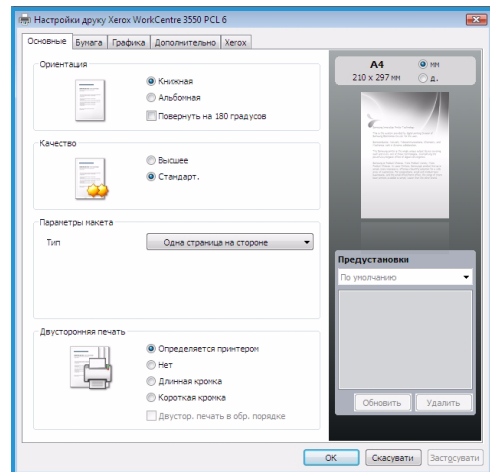 Настройки друку Xerox WorkCentre 3550 PCL 6
Основные Бумага Графика Дополнительно Xerox
Ориентация
Книжная
Альбомная
Повернуть на 180 градусов
Качество
Высшее
Стандарт.
Параметры макета
Тип Одна страница на стороне
Двусторонняя печать
Определяется принтером
Нет
Длинная кромка
Короткая кромка
Двустор. печать в обр. порядке
A4
210 x 297 мм
мм
д.
Предустановки
По умолчанию
Обновить Удалить
OK Скасувати Застосувати